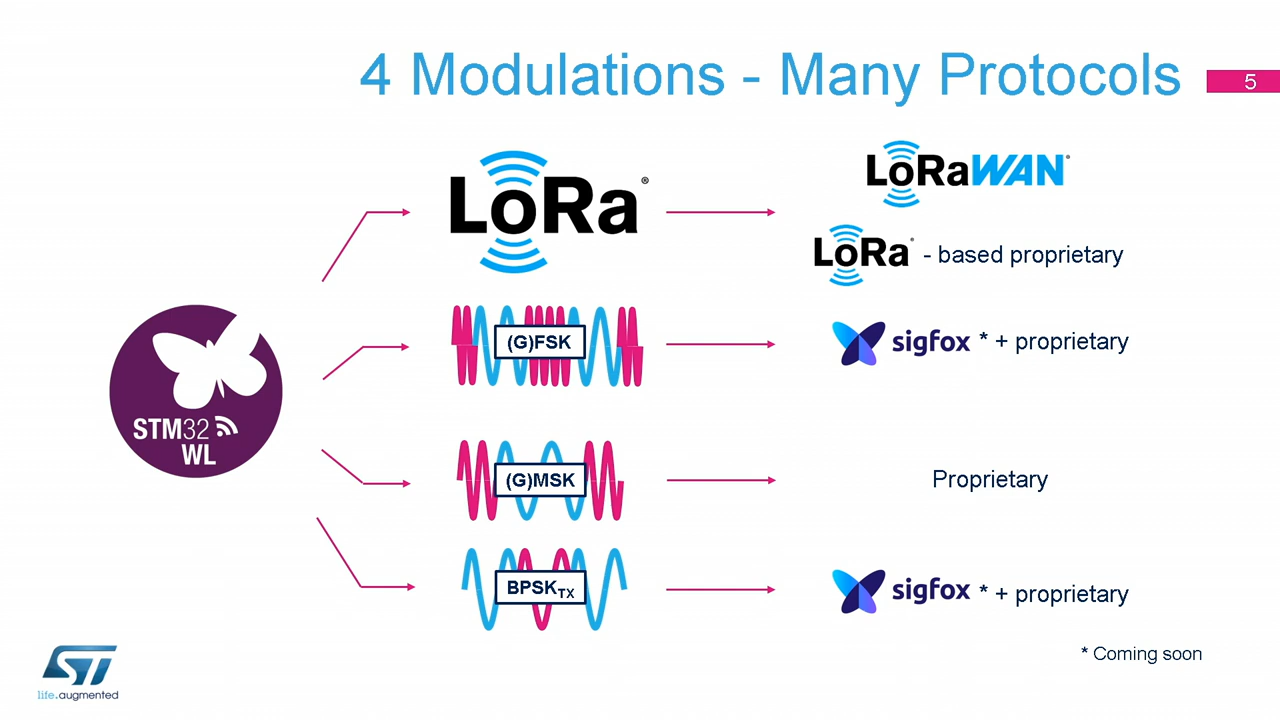 4 Modulations - Many Protocols
5
LoRa®
LoRaWAN®
LoRa® - based proprietary
(G)FSK
sigfox * + proprietary
STM32
WL
(G)MSK
Proprietary
BPSKTX
sigfox * + proprietary
* Coming soon
ST
life.augmented